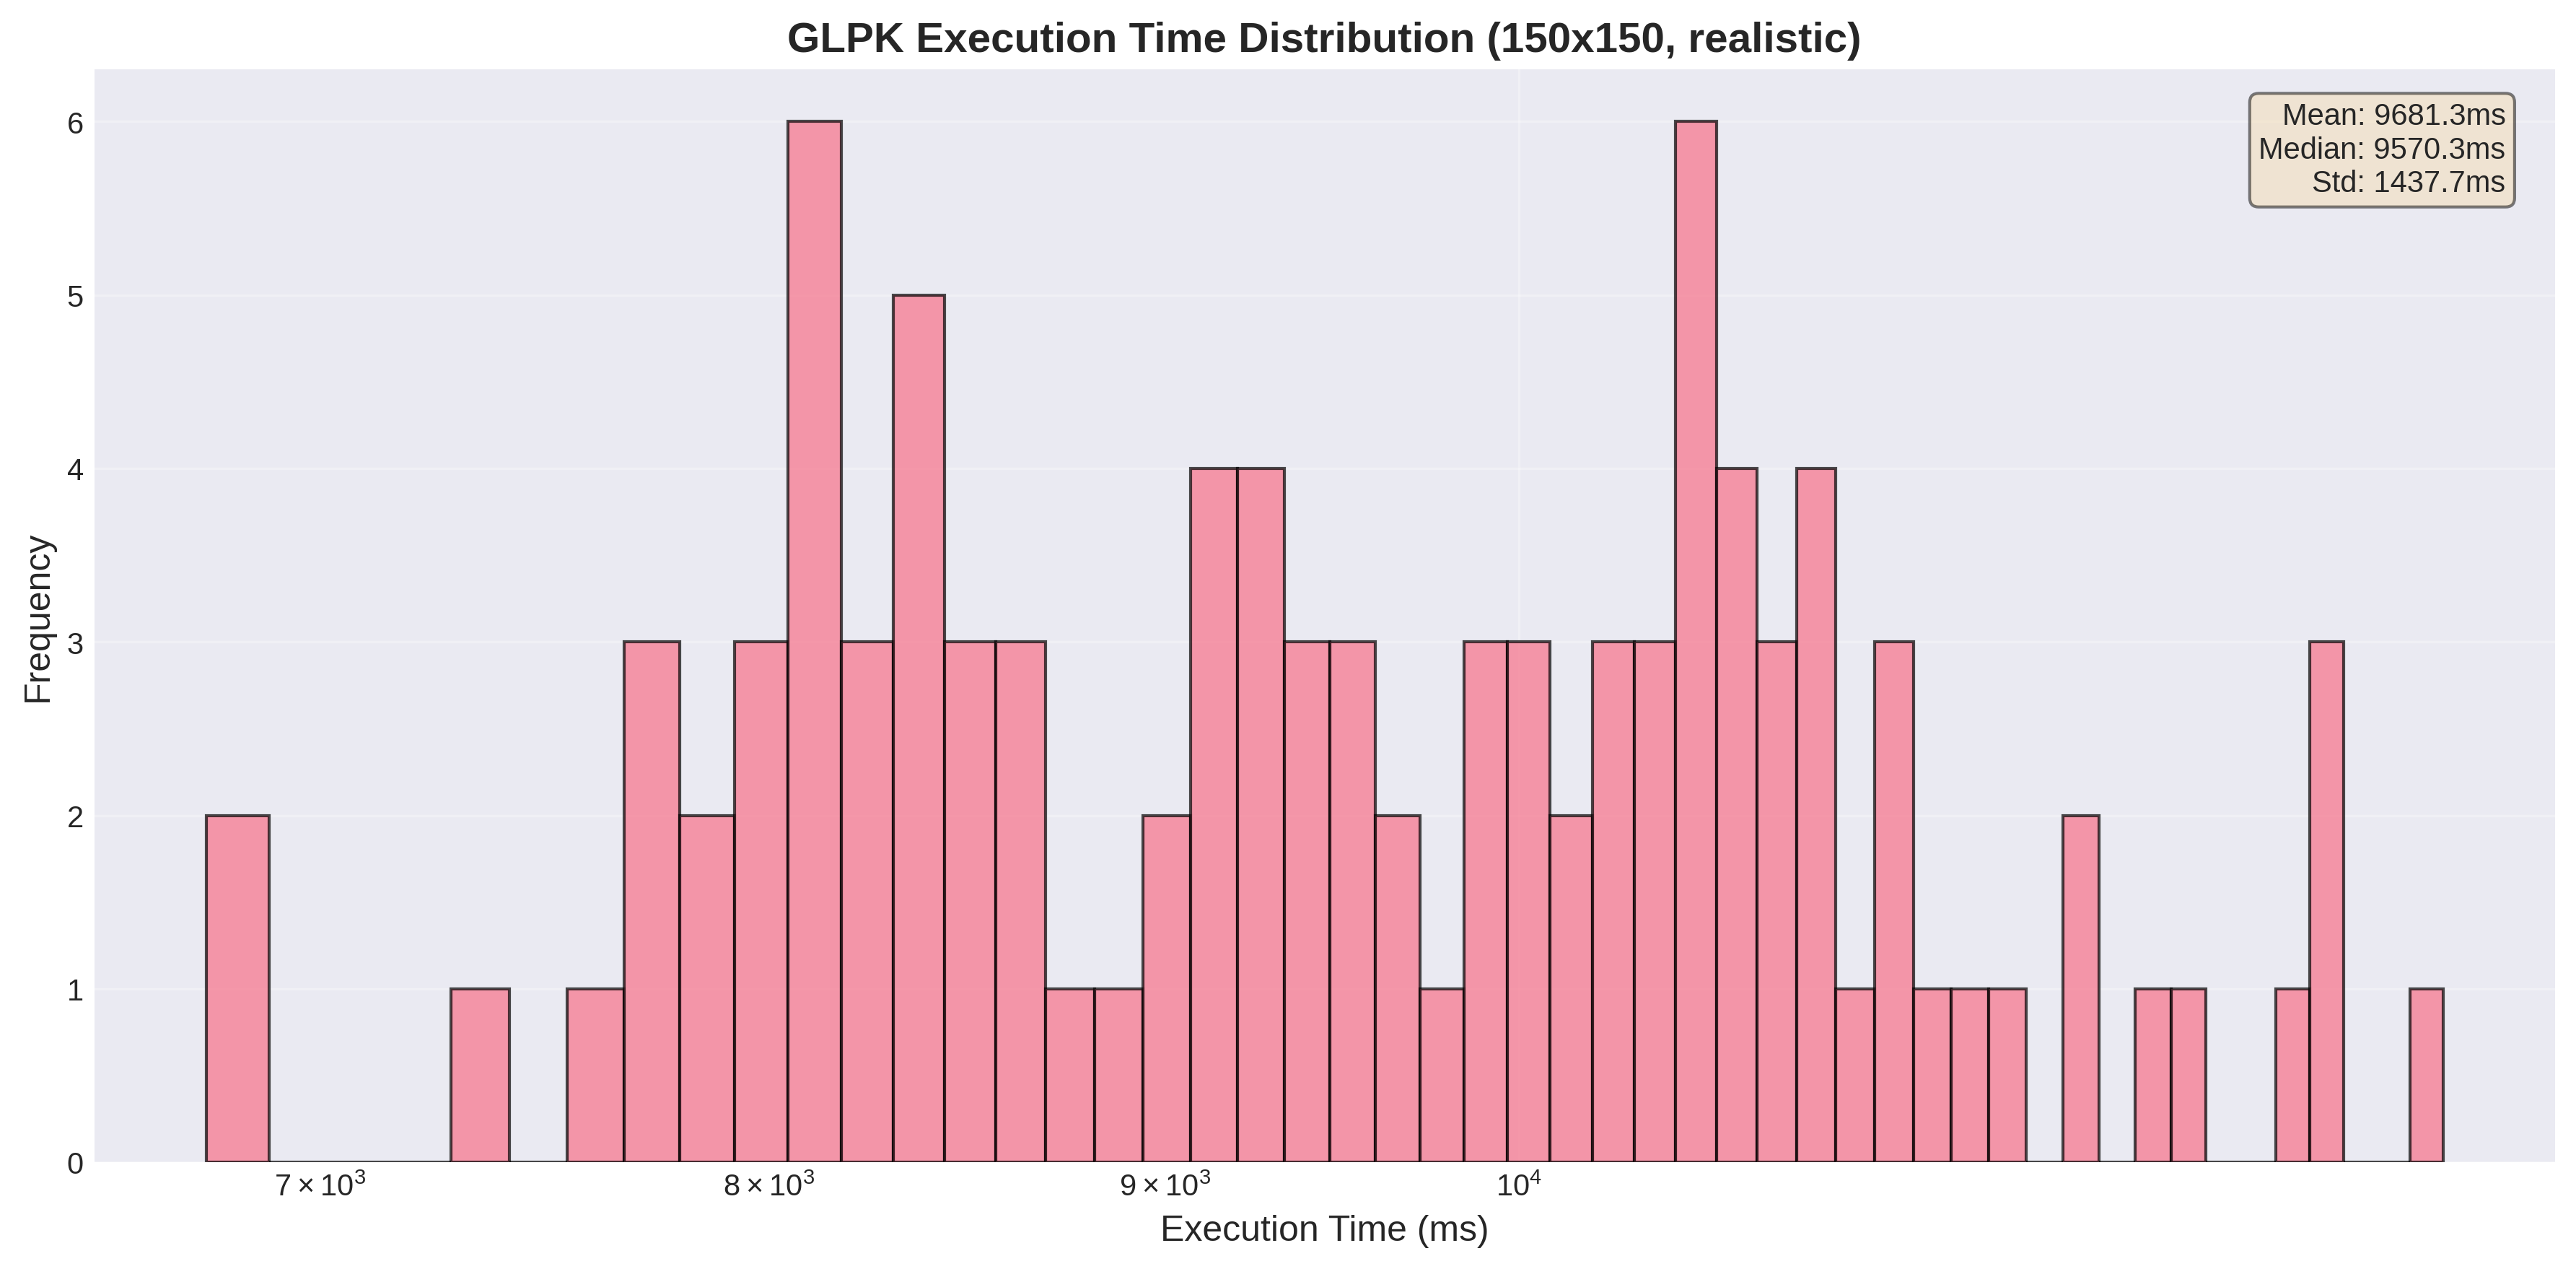 GLPK Execution Time Distribution (150x150, realistic)
Mean: 9681.3ms
Median: 9570.3ms
Std: 1437.7ms
Frequency
6
5
4
3
2
1
0
7 × 10³
8 × 10³
9 × 10³
10⁴
Execution Time (ms)